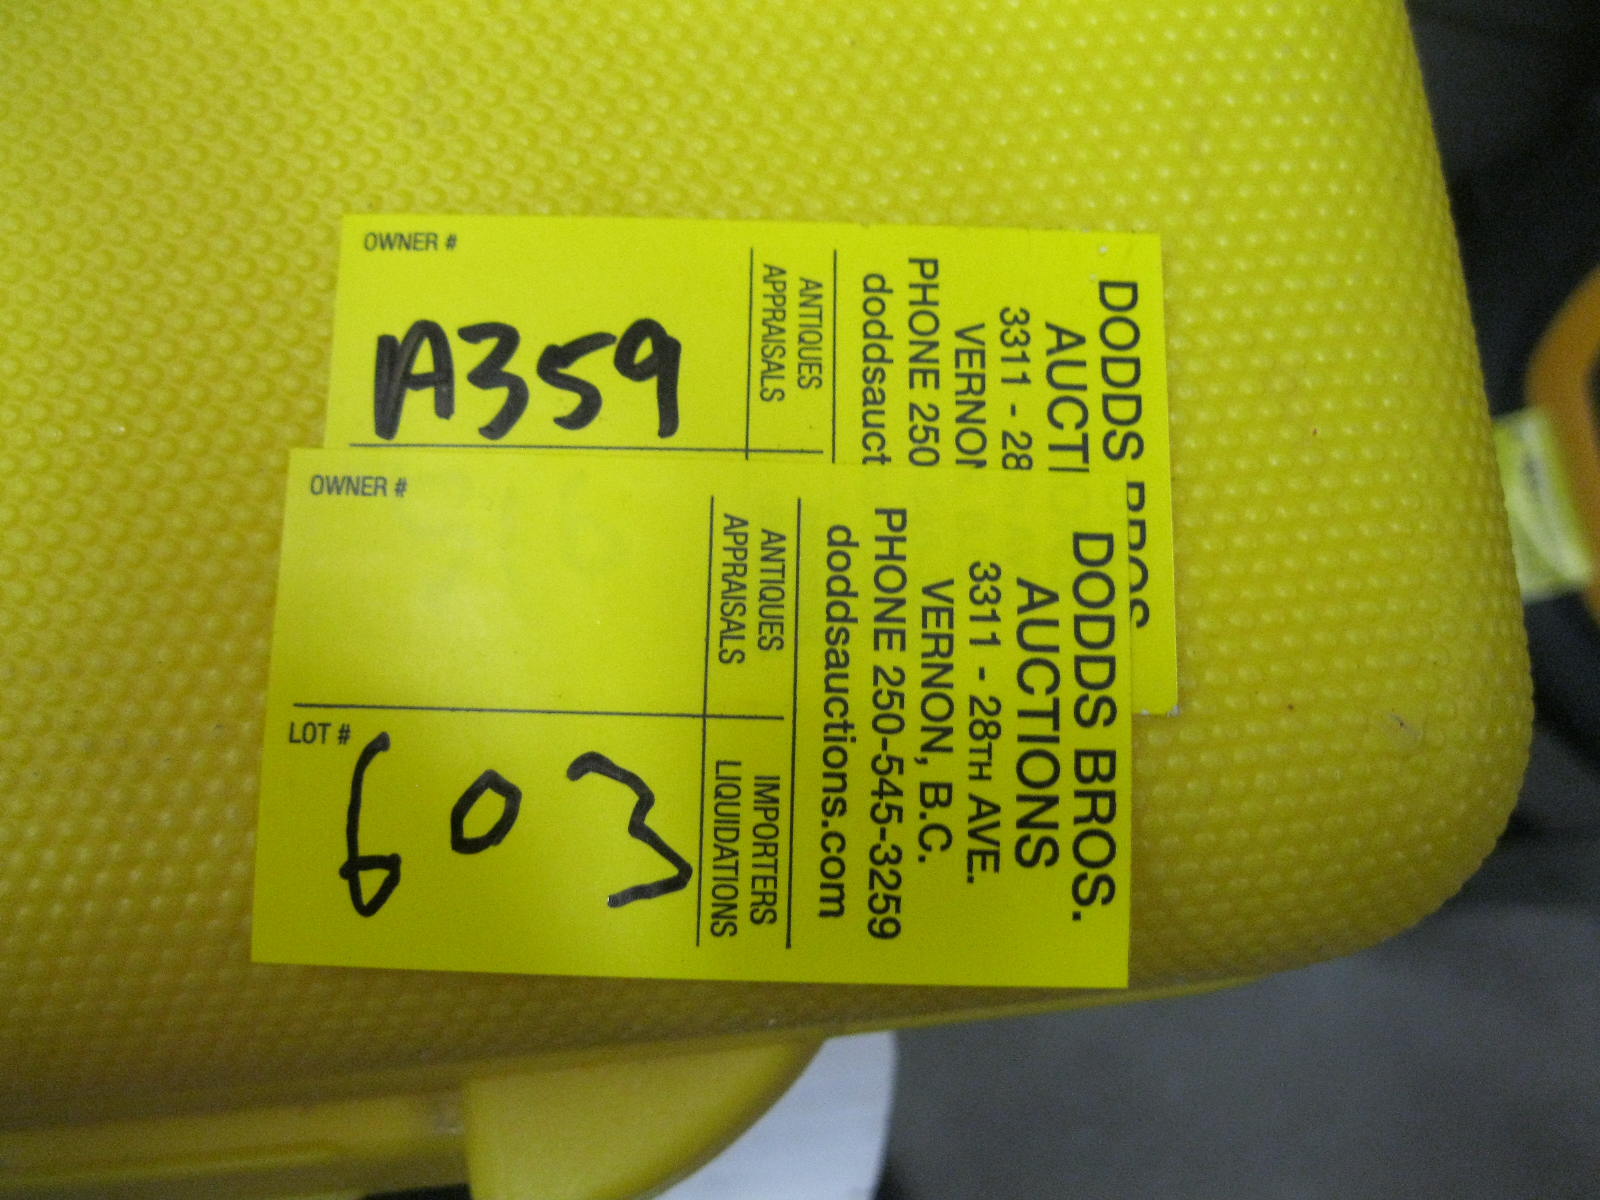 DODDS BROS.
AUCTI
3311 - 28
VERNON
PHONE 250
doddsauct
ANTIQUES
APPRAISALS
OWNER #
A359
DODDS BROS.
AUCTIONS
3311 - 28TH AVE.
VERNON, B.C.
PHONE 250-545-3259
doddsauctions.com
ANTIQUES IMPORTERS
APPRAISALS LIQUIDATIONS
OWNER #
LOT #
603